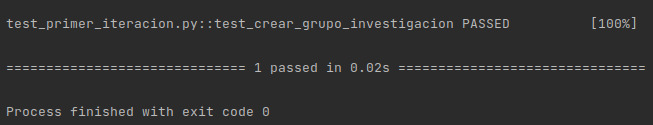 test_primer_iteracion.py::test_crear_grupo_investigacion PASSED          [100%]
============================== 1 passed in 0.02s ===============================
Process finished with exit code 0